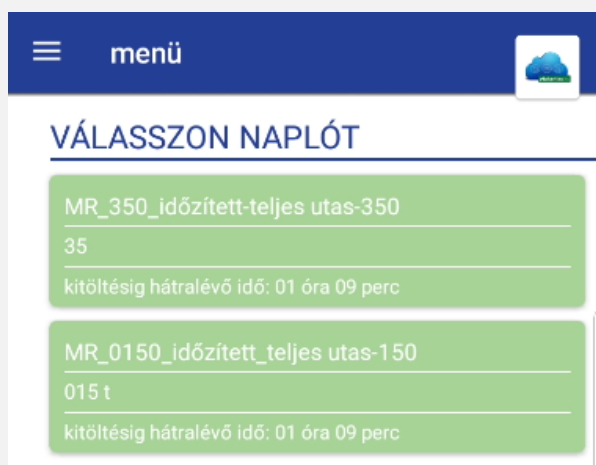 menü
VÁLASSZON NAPLÓT
MR_350_időzített-teljes utas-350
35
kitöltésig hátralévő idő: 01 óra 09 perc
MR_0150_időzített_teljes utas-150
015 t
kitöltésig hátralévő idő: 01 óra 09 perc